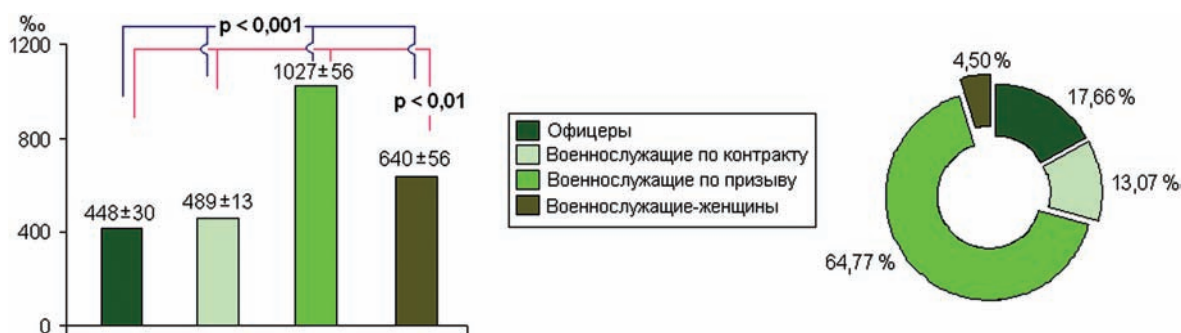 ‰
p < 0,001
1200
1027±56
p < 0,01
800
640±56
448±30
489±13
400
0
Офицеры
Военнослужащие по контракту
Военнослужащие по призыву
Военнослужащие-женщины
4,50 %
17,66 %
13,07 %
64,77 %